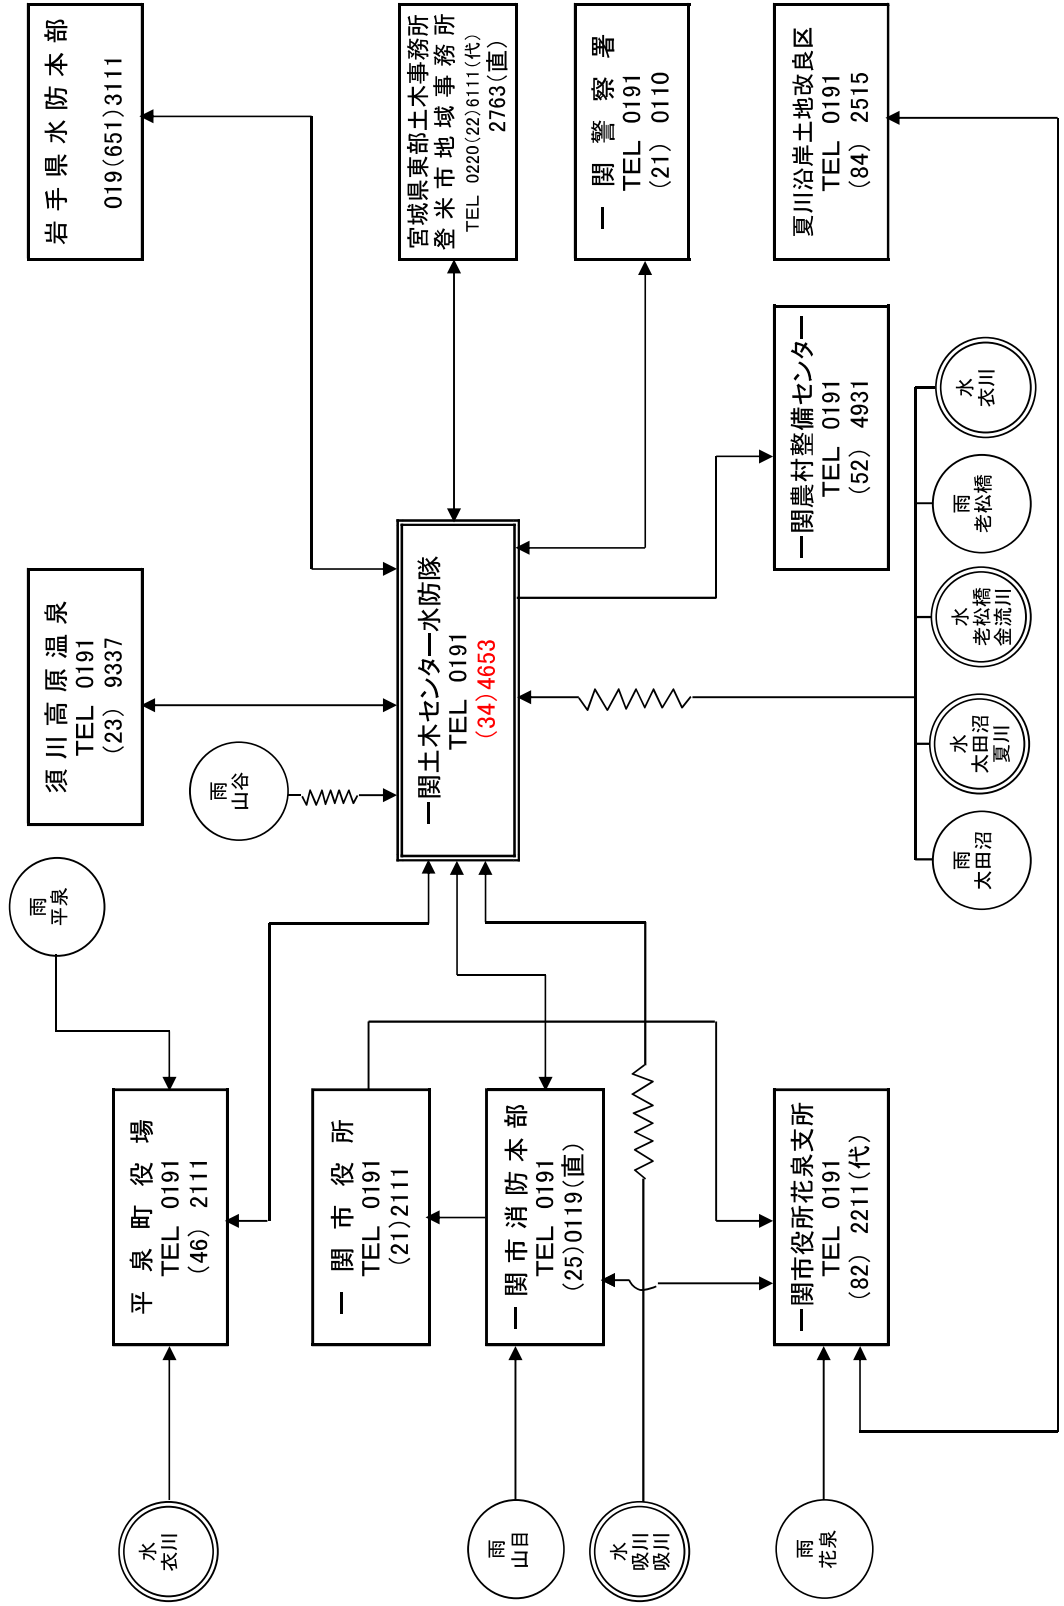 岩手県水防本部
019(651)3111
宮城県東部土木事務所
登米市地域事務所
TEL 0220(22)6111(代)
2763(直)
一関警察署
TEL 0191
(21) 0110
夏川沿岸土地改良区
TEL 0191
(84) 2515
須川高原温泉
TEL 0191
(23) 9337
雨
山谷
一関土木センター水防隊
TEL 0191
(34)4653
一関農村整備センター
TEL 0191
(52) 4931
水
衣川
雨
老松橋
水
老松橋
金流川
水
太田沼
夏川
雨
太田沼
雨
平泉
平泉町役場
TEL 0191
(46) 2111
一関市役所
TEL 0191
(21)2111
一関市消防本部
TEL 0191
(25)0119(直)
一関市役所花泉支所
TEL 0191
(82) 2211(代)
水
衣川
雨
山目
水
吸川
吸川
雨
花泉